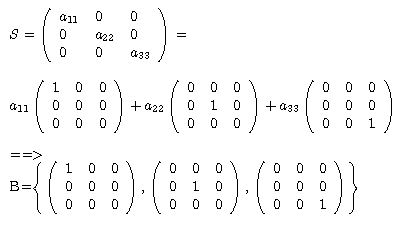 S = ( a₁₁ 0 0
0 a₂₂ 0
0 0 a₃₃ ) =
a₁₁ ( 1 0 0
0 0 0
0 0 0 ) + a₂₂ ( 0 0 0
0 1 0
0 0 0 ) + a₃₃ ( 0 0 0
0 0 0
0 0 1 )
==>
B={ ( 1 0 0
0 0 0
0 0 0 ) , ( 0 0 0
0 1 0
0 0 0 ) , ( 0 0 0
0 0 0
0 0 1 ) }